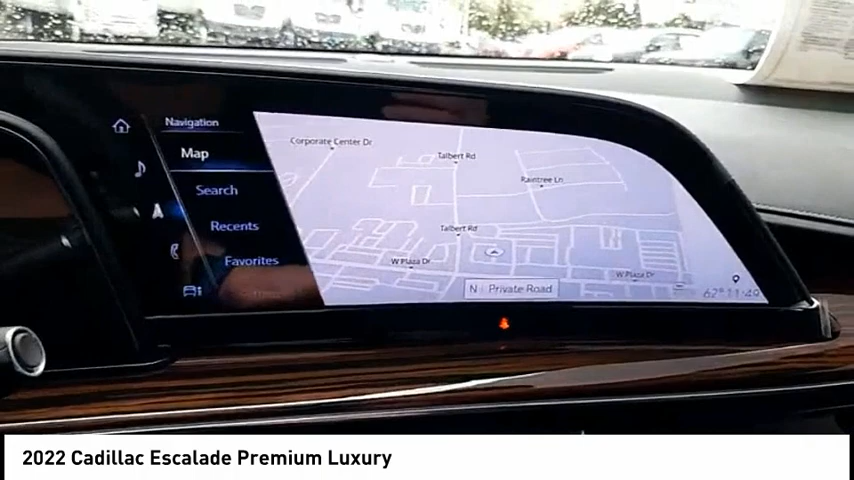 Navigation
Map
Search
Recents
Favorites
Corporate Center Dr
Talbert Rd
Raintree Ln
Talbert Rd
W Plaza Dr
W Plaza Dr
N | Private Road
62° 11:49
2022 Cadillac Escalade Premium Luxury